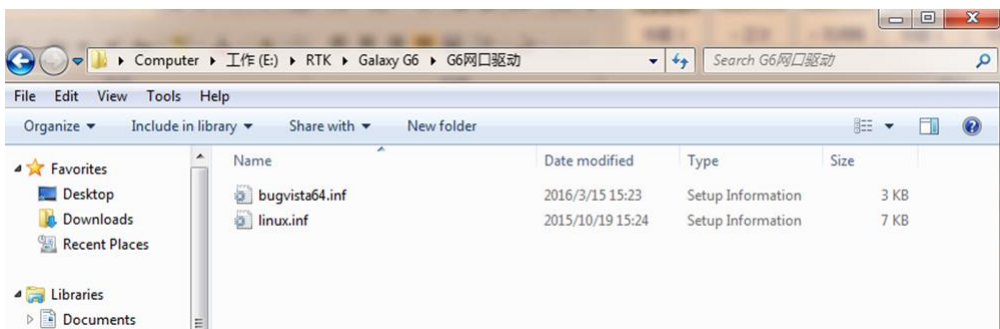 Computer ▸ 工作 (E:) ▸ RTK ▸ Galaxy G6 ▸ G6网口驱动 Search G6网口驱动
File Edit View Tools Help
Organize Include in library Share with New folder
Name Date modified Type Size
Favorites
bugvista64.inf 2016/3/15 15:23 Setup Information 3 KB
Desktop
linux.inf 2015/10/19 15:24 Setup Information 7 KB
Downloads
Recent Places
Libraries
Documents